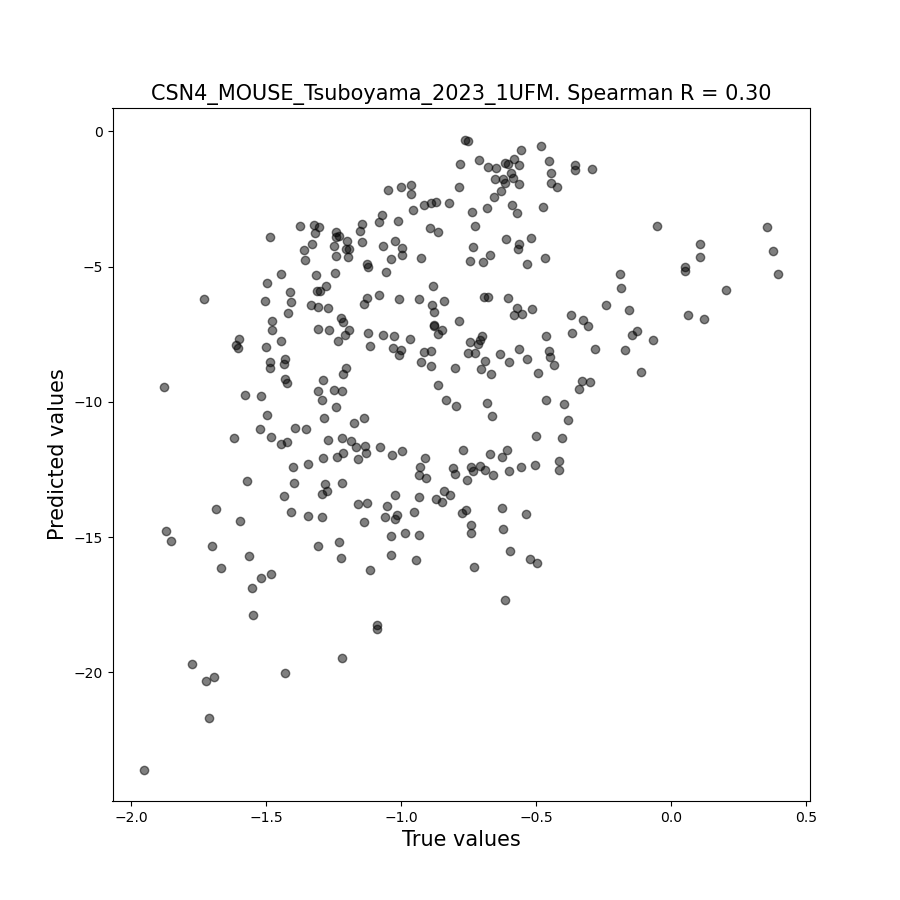 CSN4_MOUSE_Tsuboyama_2023_1UFM. Spearman R = 0.30
0
−5
−10
−15
−20
Predicted values
−2.0 −1.5 −1.0 −0.5 0.0 0.5
True values